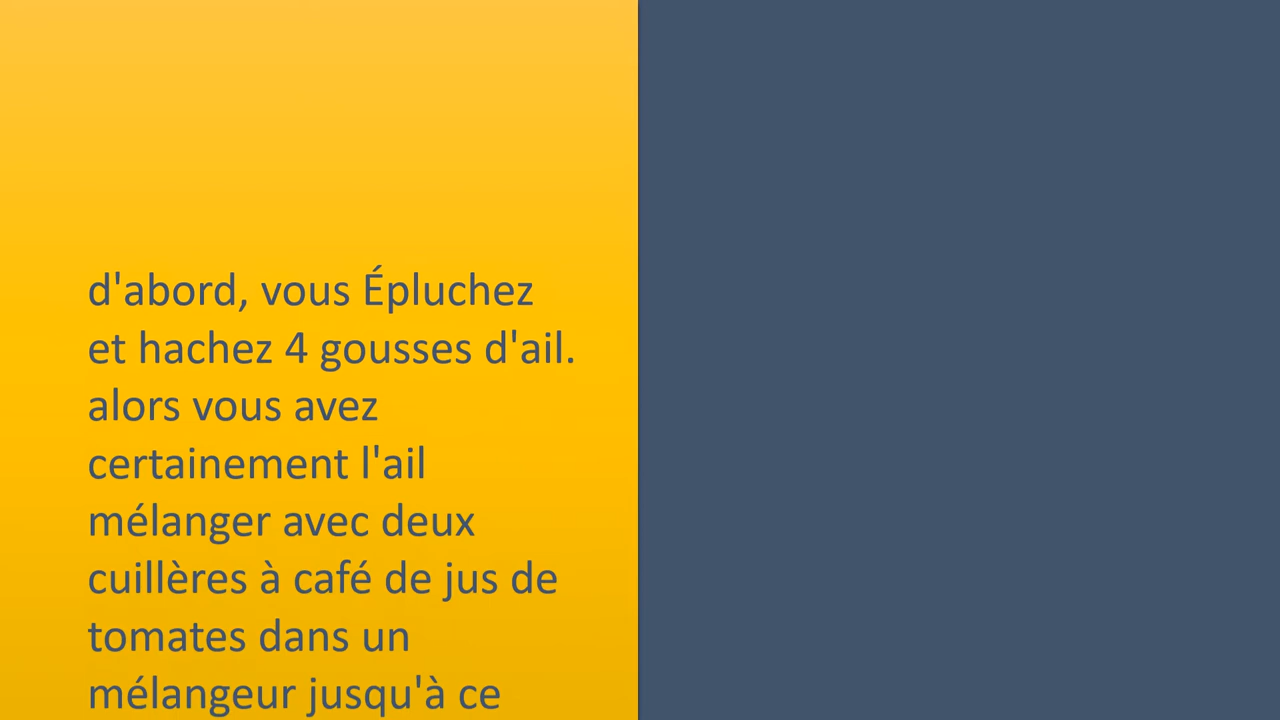 d'abord, vous Épluchez
et hachez 4 gousses d'ail.
alors vous avez
certainement l'ail
mélanger avec deux
cuillères à café de jus de
tomates dans un
mélangeur jusqu'à ce